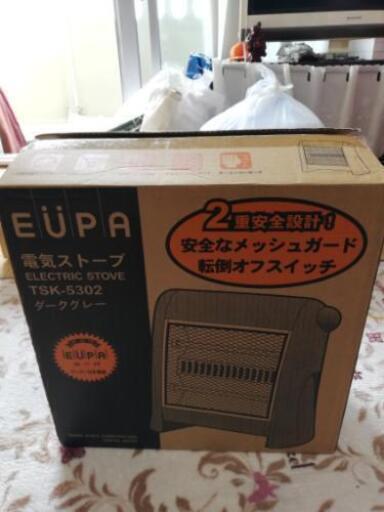 EÜPA
電気ストーブ
ELECTRIC STOVE
TSK-5302
ダークグレー
EUPA
2重安全設計!
安全なメッシュガード
転倒オフスイッチ